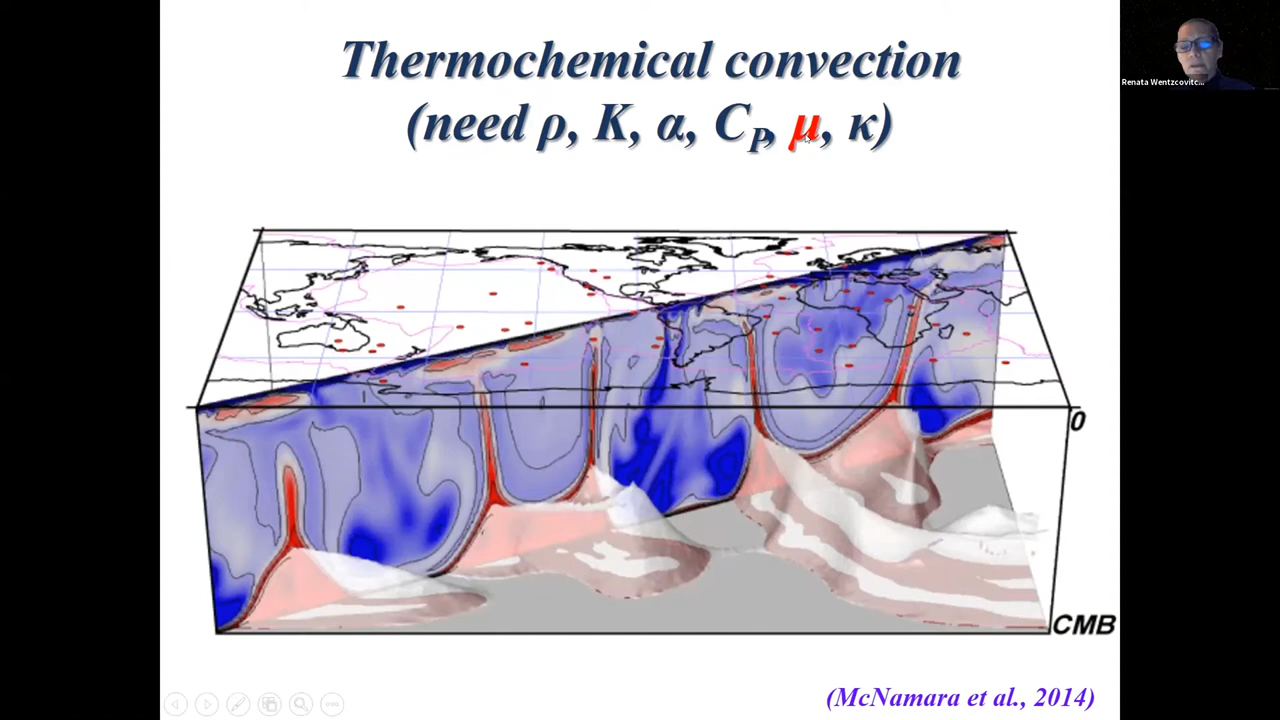 Thermochemical convection
(need ρ, K, α, C_P, μ, κ)
Renata Wentzcovitc...
0
CMB
(McNamara et al., 2014)